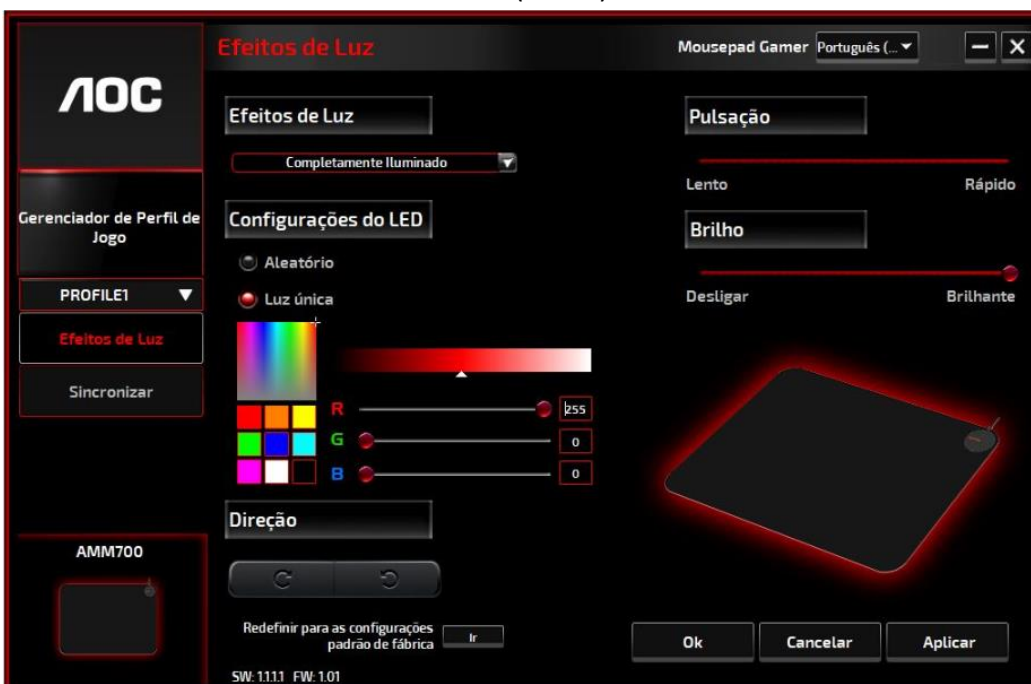 Efeitos de Luz
Mousepad Gamer
Português (...
AOC
Gerenciador de Perfil de
Jogo
PROFILE1
Efeitos de Luz
Sincronizar
AMM700
Efeitos de Luz
Completamente Iluminado
Configurações do LED
Aleatório
Luz única
R
255
G
0
B
0
Direção
Redefinir para as configurações
padrão de fábrica
Ir
SW: 1.1.1.1 FW: 1.01
Pulsação
Lento
Rápido
Brilho
Desligar
Brilhante
Ok
Cancelar
Aplicar